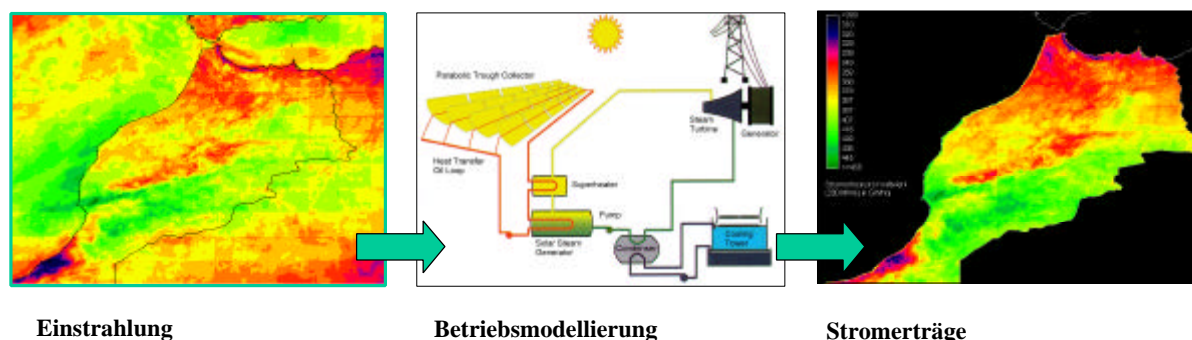 Parabolic Trough Collector
Heat Transfer
Oil Loop
Superheater
Solar Steam
Generator
Pump
Condenser
Steam
Turbine
Generator
Cooling
Tower
Einstrahlung
Betriebsmodellierung
Stromerträge